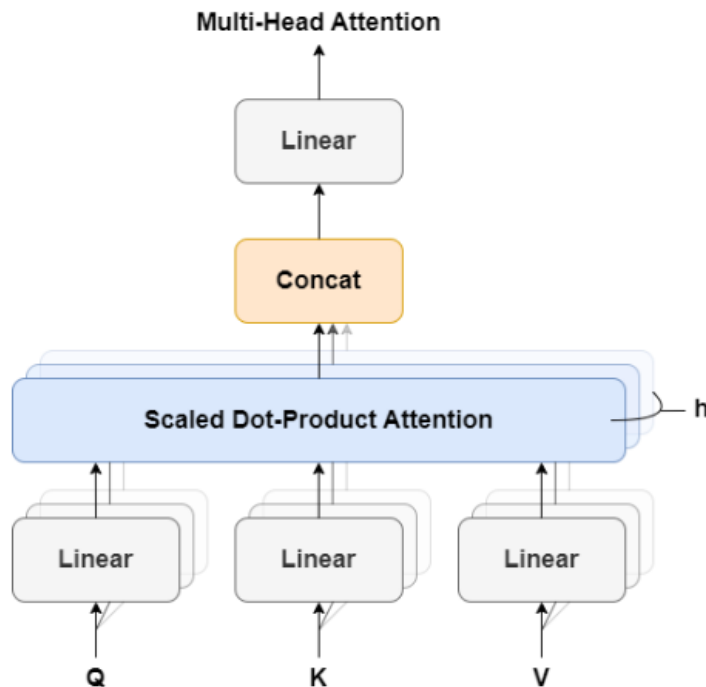 Multi-Head Attention
Linear
Concat
Scaled Dot-Product Attention
h
Linear Linear Linear
Q K V